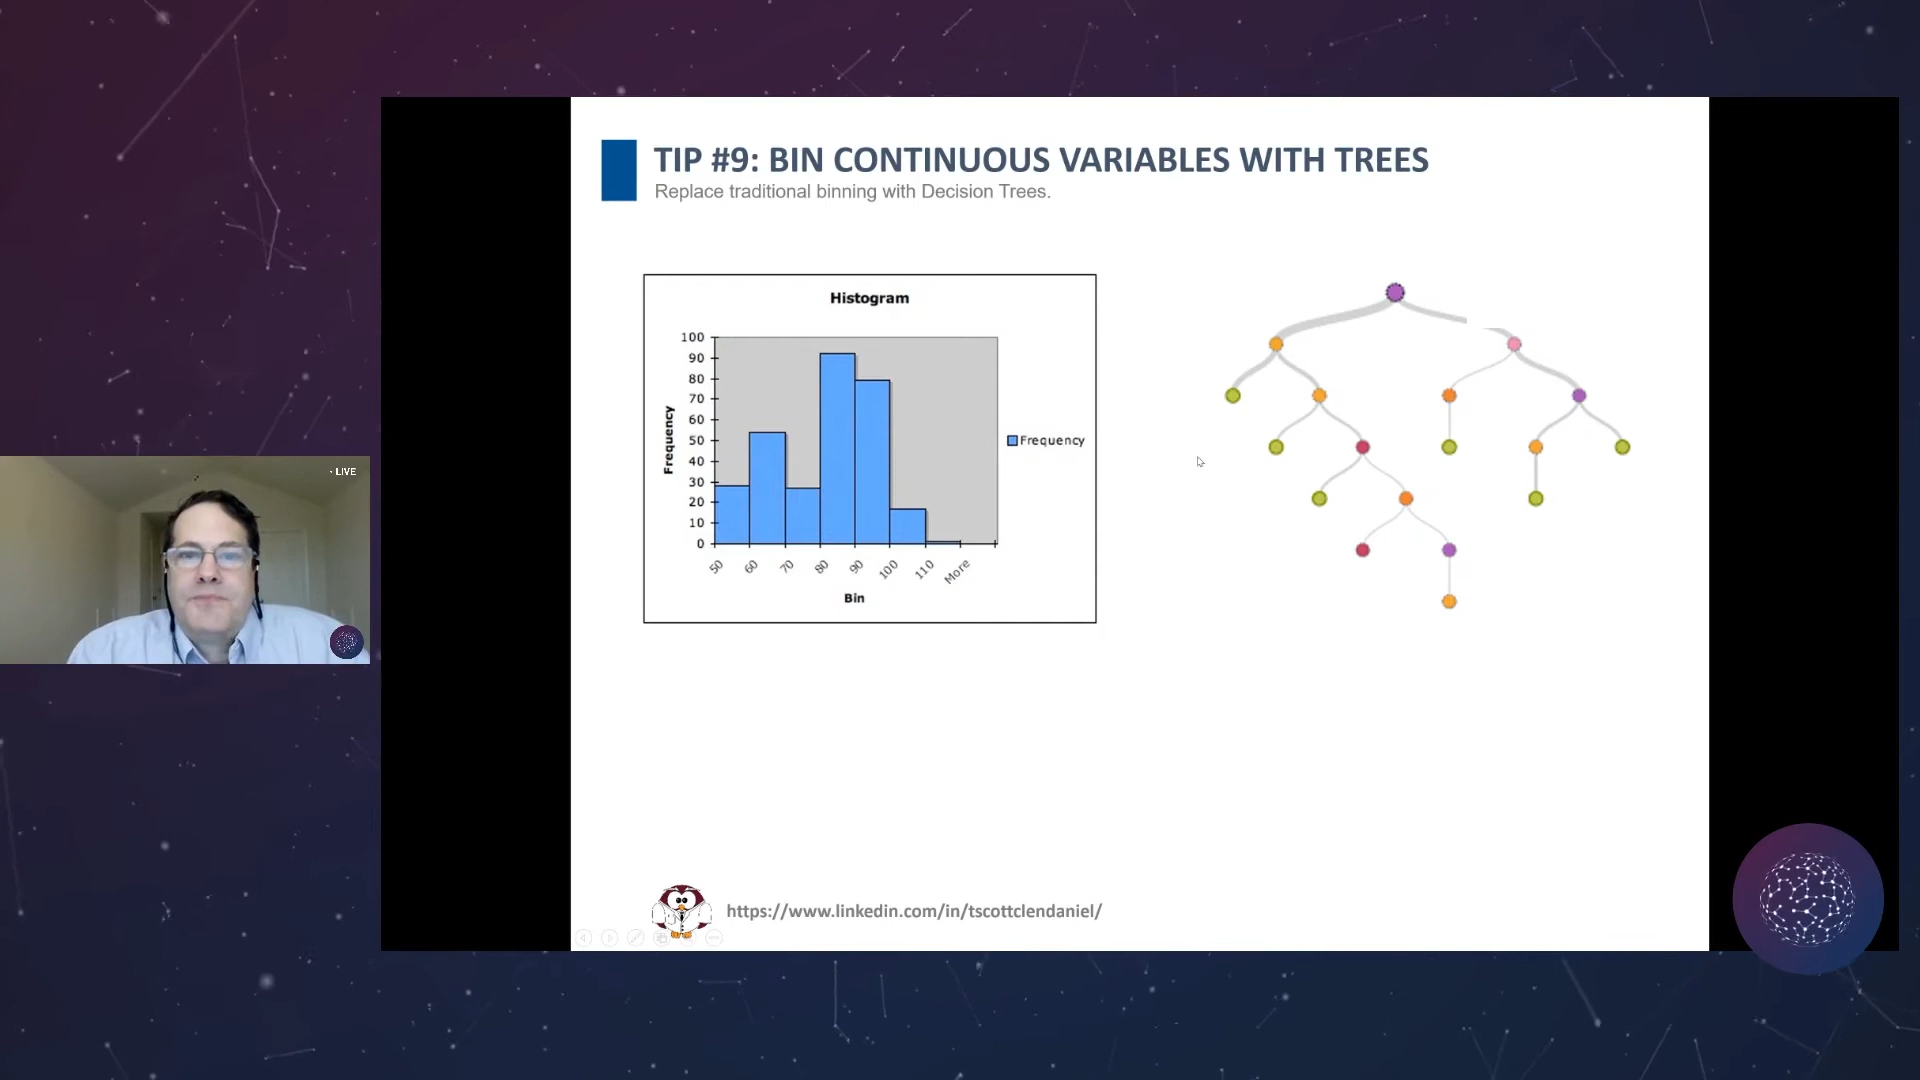 TIP #9: BIN CONTINUOUS VARIABLES WITH TREES
Replace traditional binning with Decision Trees.
Histogram
100
90
80
70
60
50
40
30
20
10
0
Frequency
50 60 70 80 90 100 110 More
Bin
Frequency
• LIVE
https://www.linkedin.com/in/tscottclendaniel/